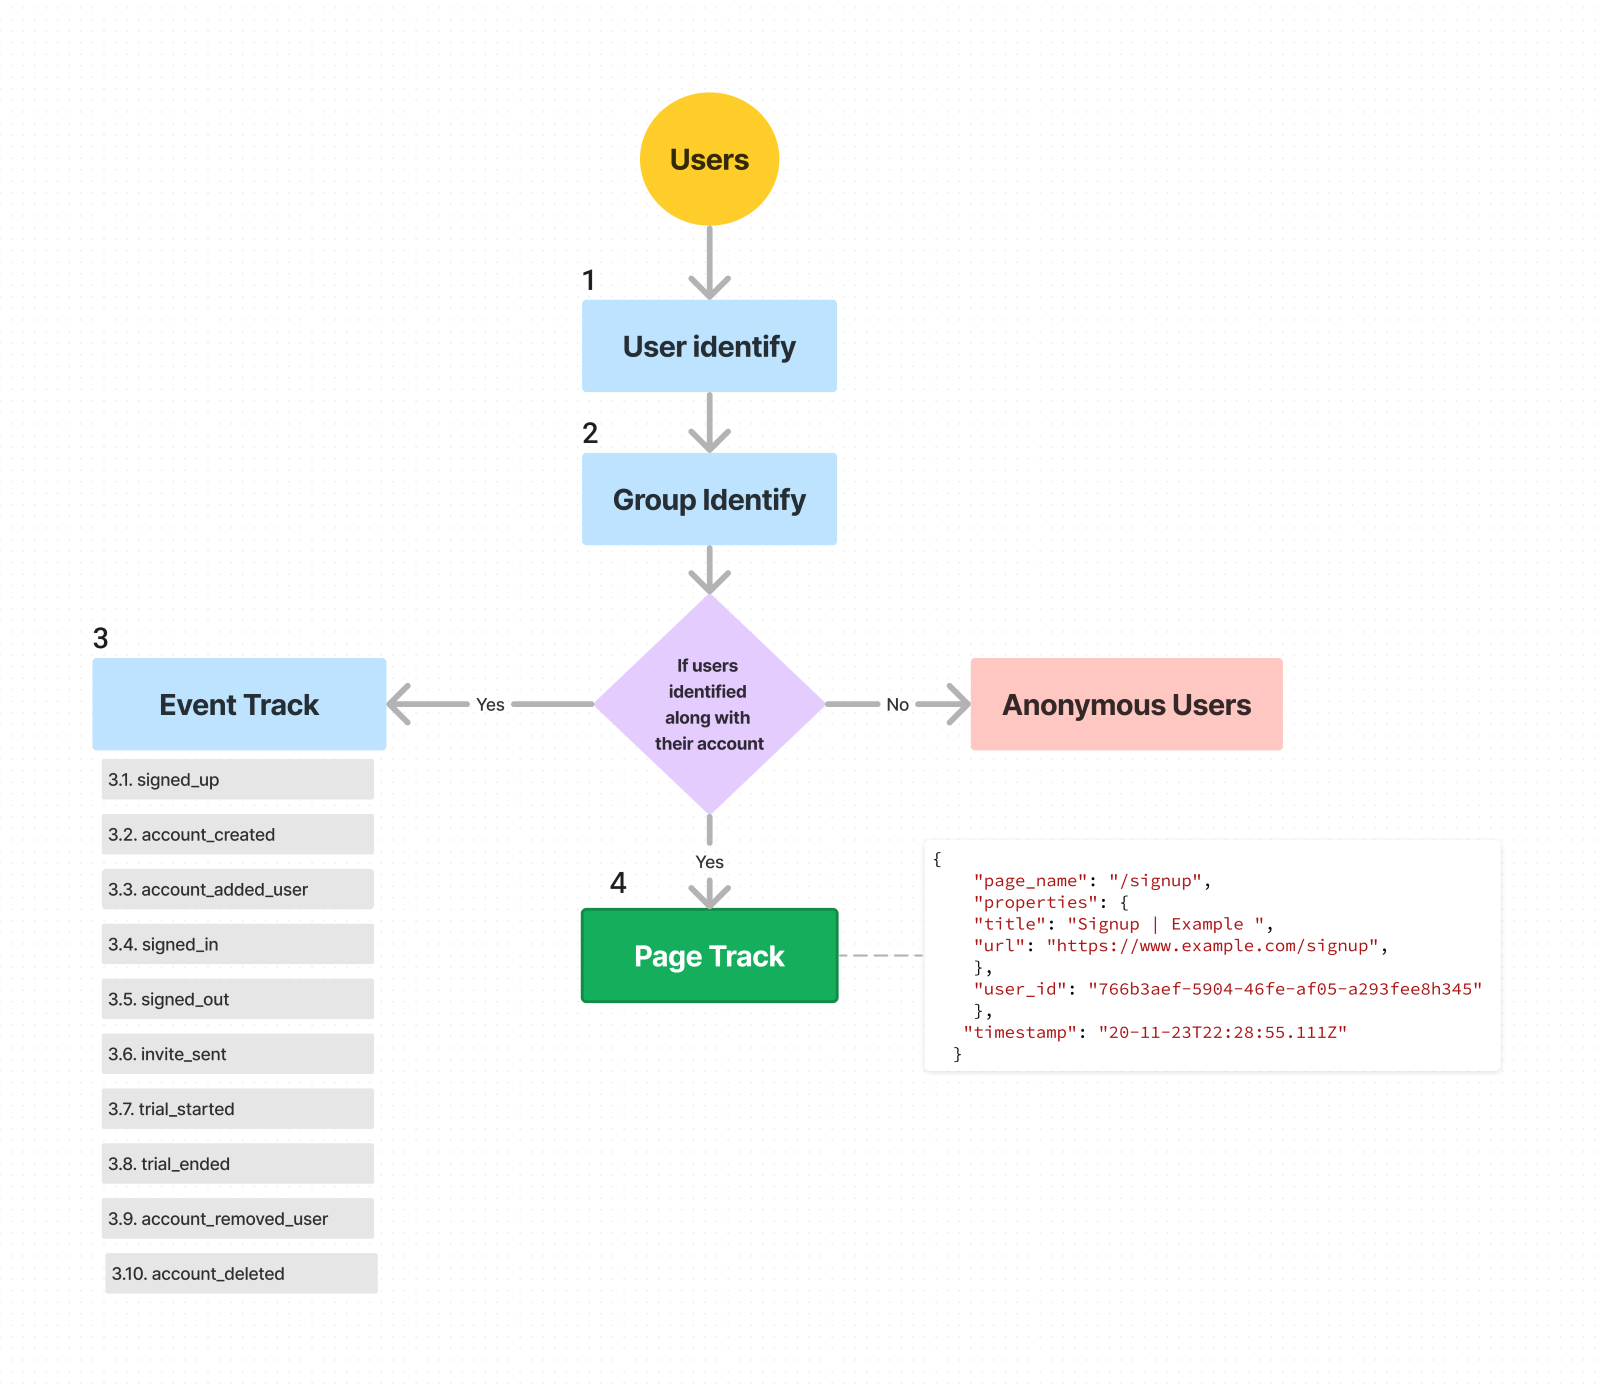 Users
1
User identify
2
Group Identify
If users
identified
along with
their account
Yes
No
3
Event Track
Anonymous Users
3.1. signed_up
3.2. account_created
3.3. account_added_user
3.4. signed_in
3.5. signed_out
3.6. invite_sent
3.7. trial_started
3.8. trial_ended
3.9. account_removed_user
3.10. account_deleted
Yes
4
Page Track
{
"page_name": "/signup",
"properties": {
"title": "Signup | Example ",
"url": "https://www.example.com/signup",
},
"user_id": "766b3aef-5904-46fe-af05-a293fee8h345"
},
"timestamp": "20-11-23T22:28:55.111Z"
}